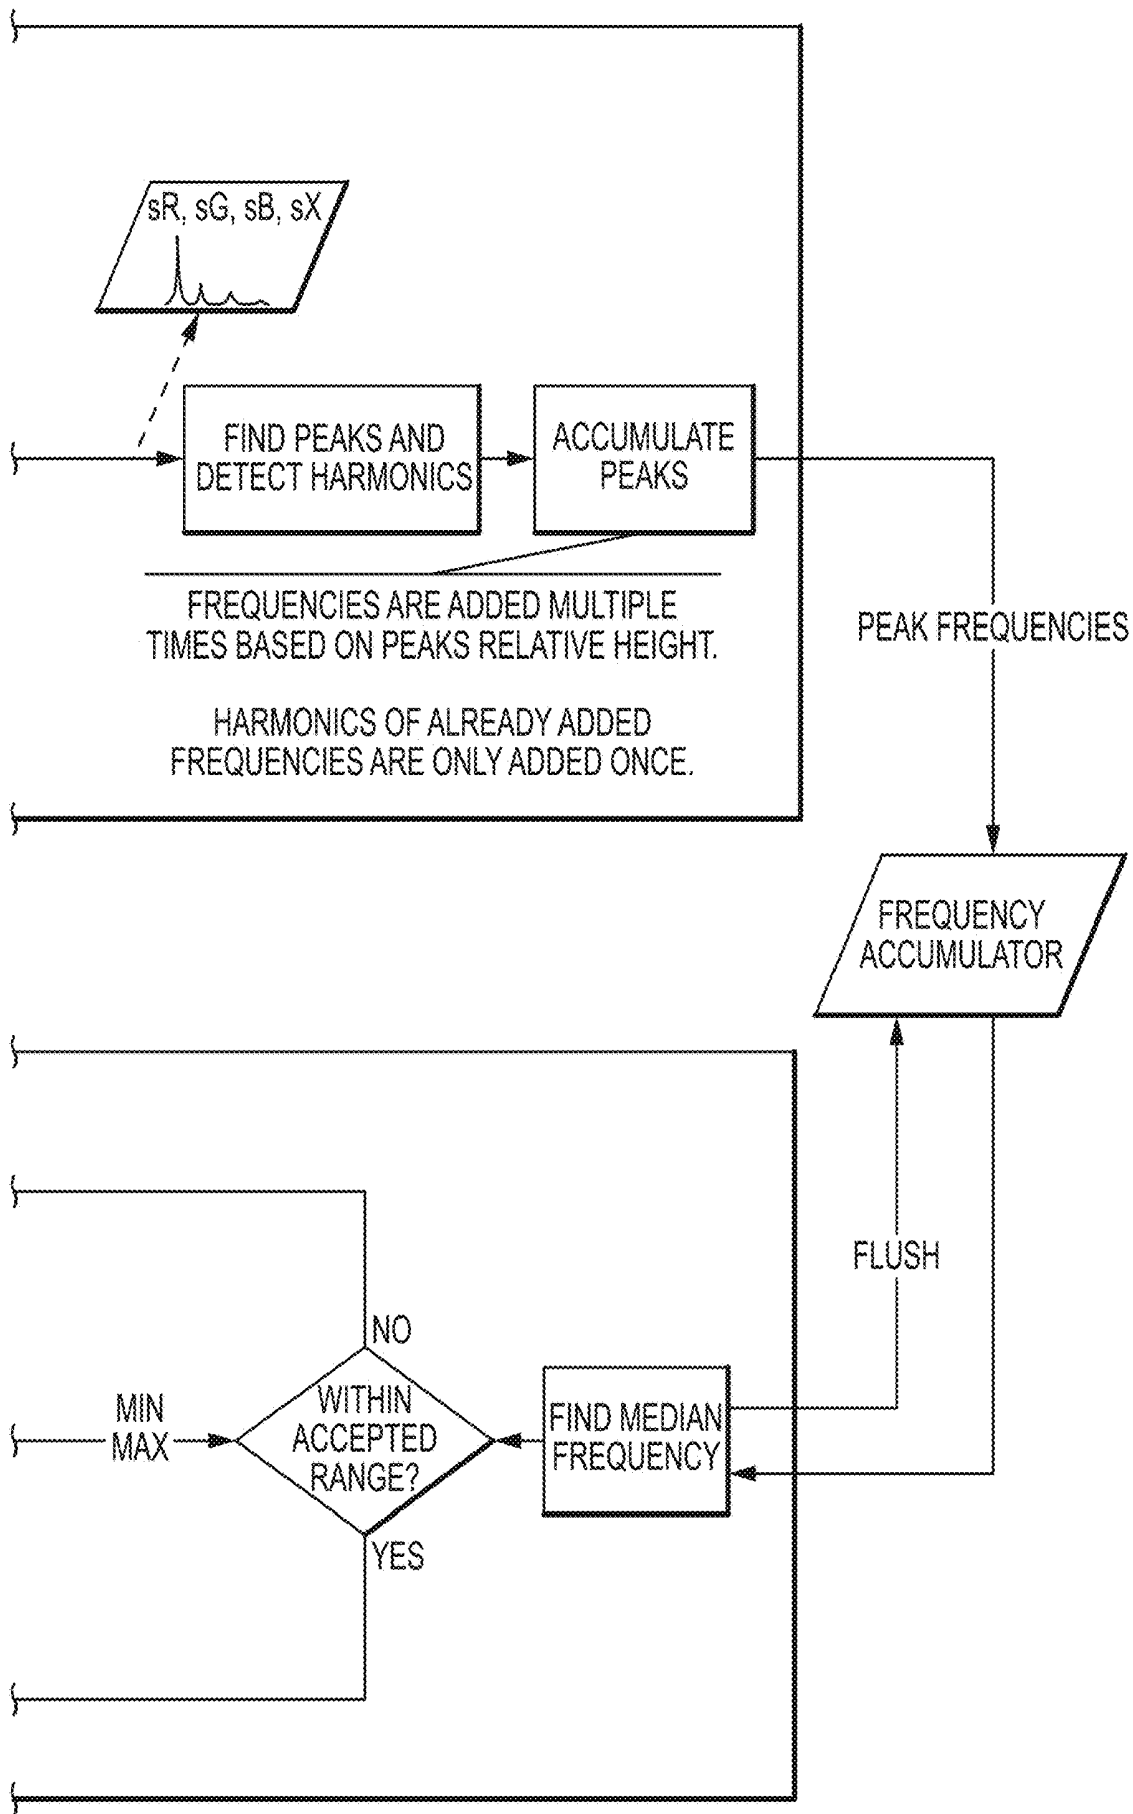 sR, sG, sB, sX
FIND PEAKS AND
DETECT HARMONICS
ACCUMULATE
PEAKS
FREQUENCIES ARE ADDED MULTIPLE
TIMES BASED ON PEAKS RELATIVE HEIGHT.
HARMONICS OF ALREADY ADDED
FREQUENCIES ARE ONLY ADDED ONCE.
PEAK FREQUENCIES
FREQUENCY
ACCUMULATOR
FLUSH
NO
MIN
MAX
WITHIN
ACCEPTED
RANGE?
FIND MEDIAN
FREQUENCY
YES